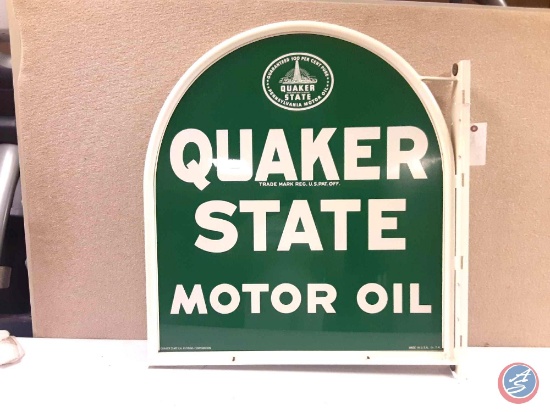 GUARANTEED 100 PER CENT PURE
QUAKER
STATE
PENNSYLVANIA MOTOR OIL
QUAKER
TRADE MARK REG. U.S. PAT. OFF.
STATE
MOTOR OIL